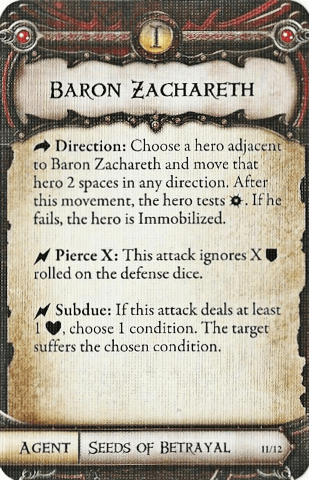 I
BARON ZACHARETH
Direction: Choose a hero adjacent
to Baron Zachareth and move that
hero 2 spaces in any direction. After
this movement, the hero tests . If he
fails, the hero is Immobilized.
Pierce X: This attack ignores X
rolled on the defense dice.
Subdue: If this attack deals at least
1 , choose 1 condition. The target
suffers the chosen condition.
AGENT SEEDS OF BETRAYAL 11/12